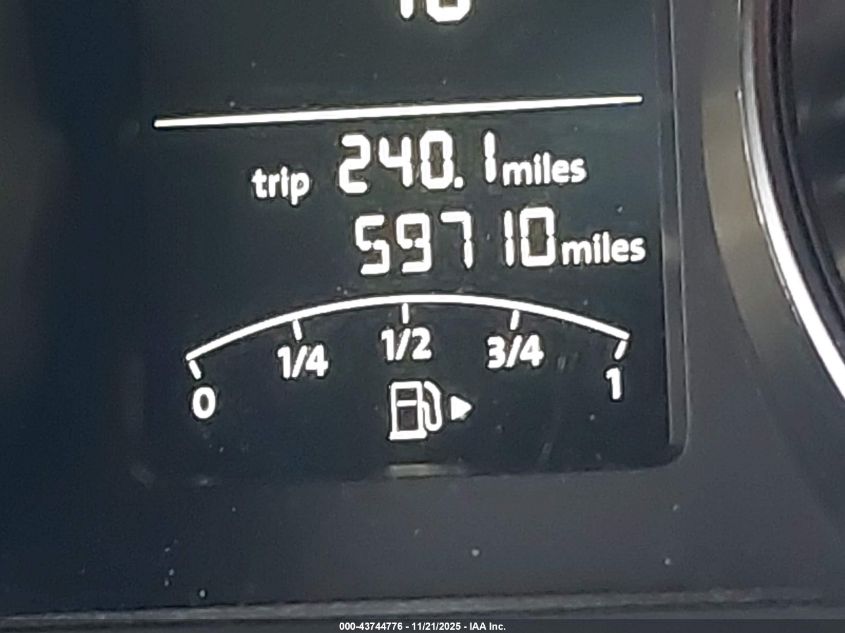 trip 240.1 miles
59710 miles
0 1/4 1/2 3/4 1
000-43744776 - 11/21/2025 - IAA Inc.